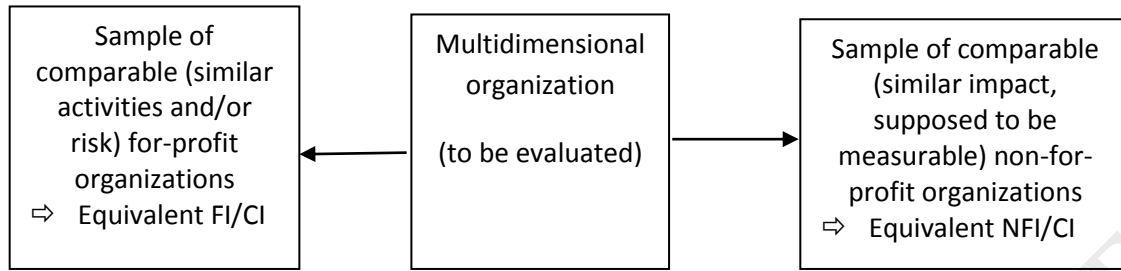 Sample of
comparable (similar
activities and/or
risk) for-profit
organizations
⇨ Equivalent FI/CI
Multidimensional
organization
(to be evaluated)
Sample of comparable
(similar impact,
supposed to be
measurable) non-for-
profit organizations
⇨ Equivalent NFI/CI